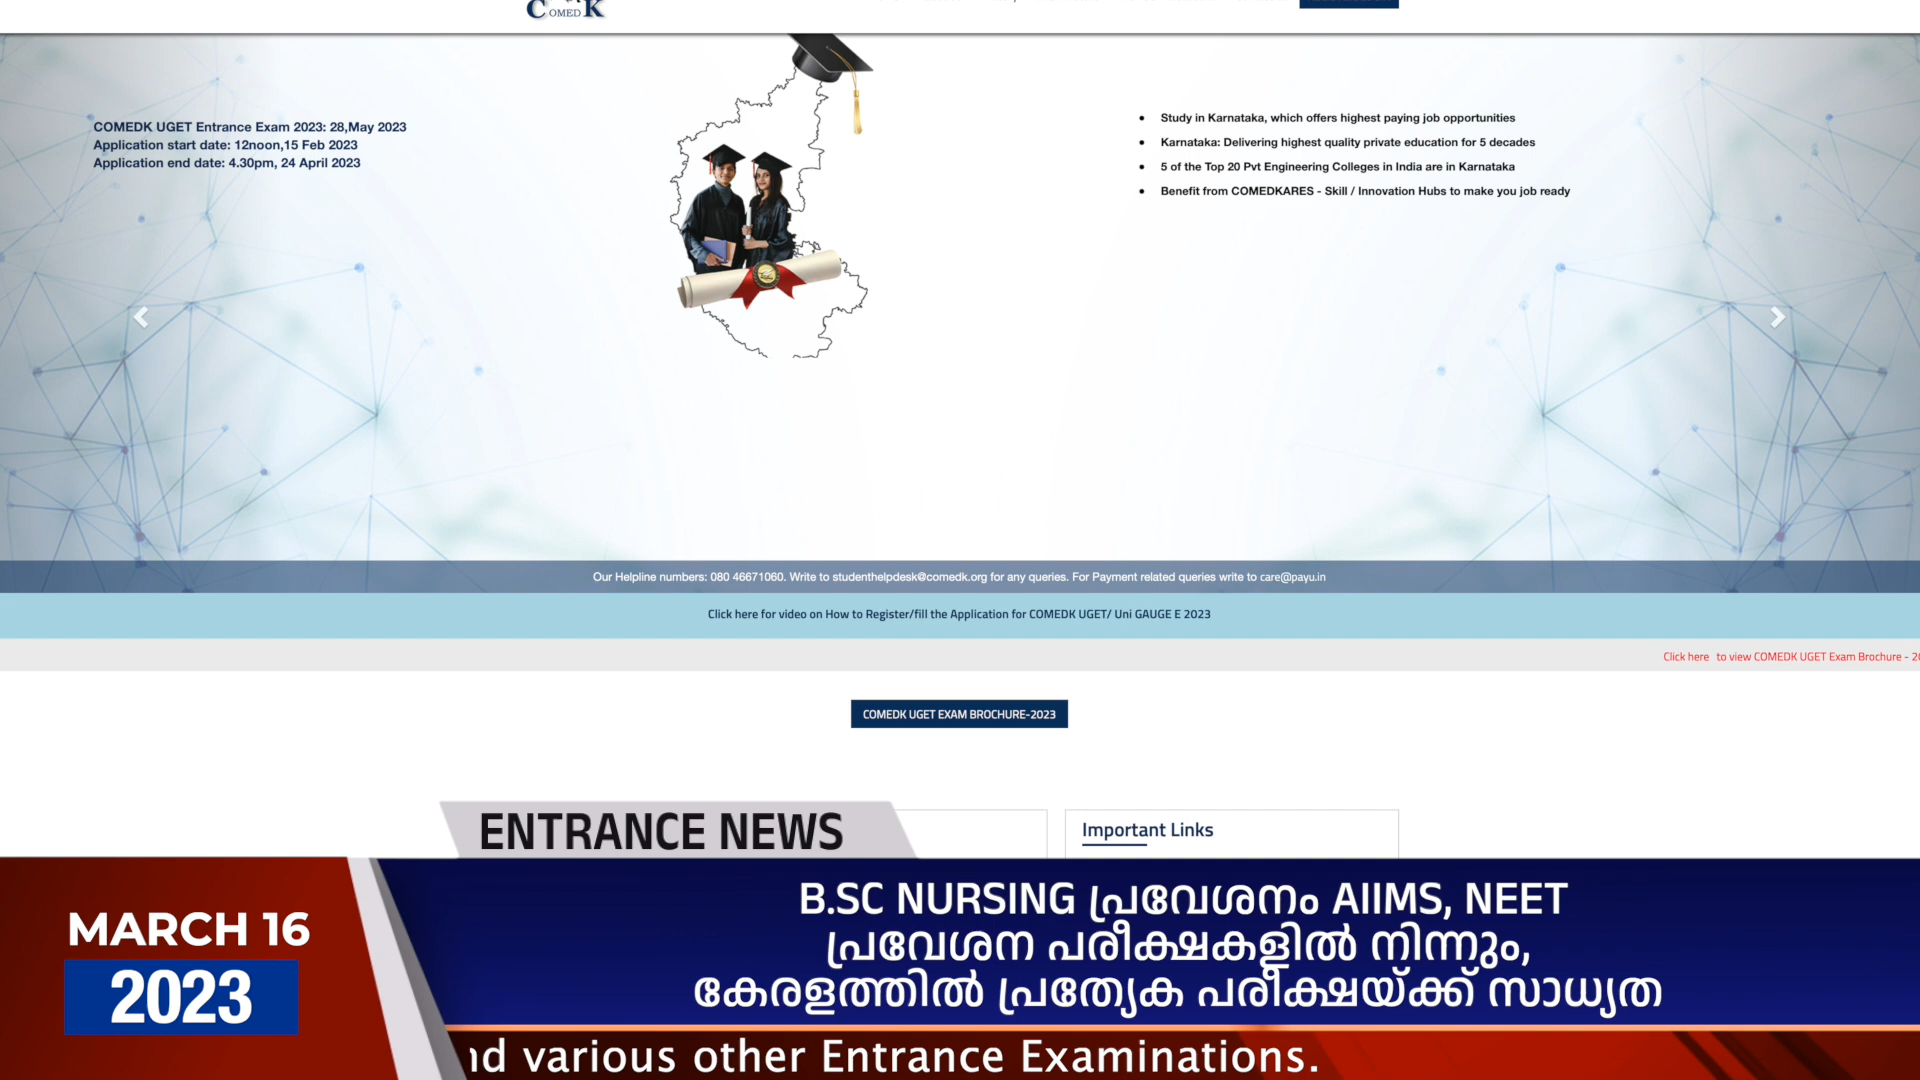 COMEDK
COMEDK UGET Entrance Exam 2023: 28,May 2023
Application start date: 12noon,15 Feb 2023
Application end date: 4.30pm, 24 April 2023
• Study in Karnataka, which offers highest paying job opportunities
• Karnataka: Delivering highest quality private education for 5 decades
• 5 of the Top 20 Pvt Engineering Colleges in India are in Karnataka
• Benefit from COMEDKARES - Skill / Innovation Hubs to make you job ready
Our Helpline numbers: 080 46671060. Write to studenthelpdesk@comedk.org for any queries. For Payment related queries write to care@payu.in
Click here for video on How to Register/fill the Application for COMEDK UGET/ Uni GAUGE E 2023
Click here to view COMEDK UGET Exam Brochure -
COMEDK UGET EXAM BROCHURE-2023
Important Links
ENTRANCE NEWS
MARCH 16
2023
B.SC NURSING പ്രവേശനം AIIMS, NEET
പ്രവേശന പരീക്ഷകളിൽ നിന്നും,
കേരളത്തിൽ പ്രത്യേക പരീക്ഷയ്ക്ക് സാധ്യത
various other Entrance Examinations.